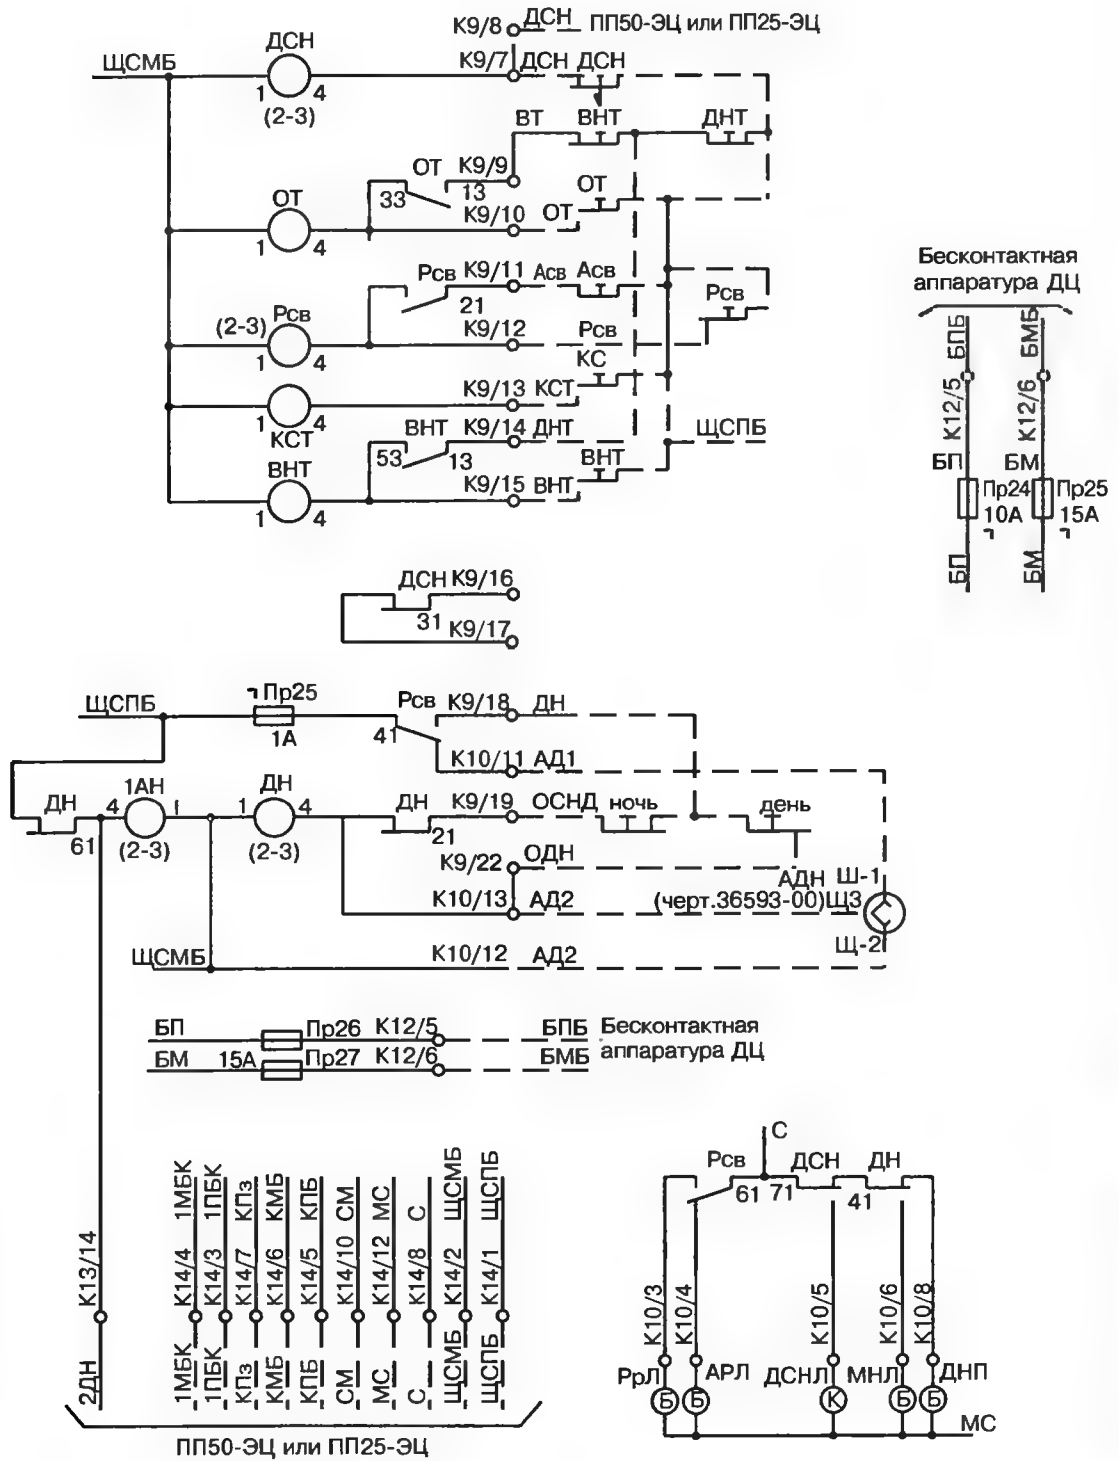 К9/8 ДСН ПП50-ЭЦ или ПП25-ЭЦ
ДСН
ЩСМБ
К9/7 ДСН ДСН
1 4
(2-3)
ВТ ВНТ ДНТ
ОТ К9/9
33 13
ОТ
ОТ К9/10 ОТ
1 4
Рсв К9/11 Асв Асв
21
Рсв
(2-3) Рсв К9/12 Рсв
1 4
КС
К9/13 КСТ
КСТ
ВНТ К9/14 ДНТ ЩСПБ
53 13
ВНТ ВНТ
К9/15 ВНТ
1 4
Бесконтактная
аппаратура ДЦ
БПБ БМБ
К12/5 К12/6
БП БМ
Пр24 Пр25
10А 15А
БП БМ
ДСН К9/16
31 К9/17
ЩСПБ Пр25 Рсв К9/18 ДН
1А 41
К10/11 АД1
1АН ДН
ДН 4 1 1 4 ДН К9/19 ОСНД ночь день
61 (2-3) (2-3) 21
К9/22 ОДН
АДН Ш-1
К10/13 АД2 (черт.36593-00)ЩЗ
Щ-2
ЩСМБ К10/12 АД2
БП Пр26 К12/5 БПБ Бесконтактная
БМ 15А Пр27 К12/6 БМБ аппаратура ДЦ
1МБК 1ПБК КПз КМБ КПБ СМ МС С ЩСМБ ЩСПБ
К13/14 К14/4 К14/3 К14/7 К14/6 К14/5 К14/10 К14/12 К14/8 К14/2 К14/1
2ДН 1МБК 1ПБК КПз КМБ КПБ СМ МС С ЩСМБ ЩСПБ
ПП50-ЭЦ или ПП25-ЭЦ
С
Рсв ДСН ДН
61 71 41
К10/3 К10/4 К10/5 К10/6 К10/8
РрЛ АРЛ ДСНЛ МНЛ ДНП
Б Б К Б Б
МС